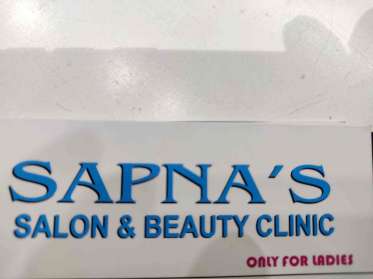 SAPNA'S
SALON & BEAUTY CLINIC
ONLY FOR LADIES